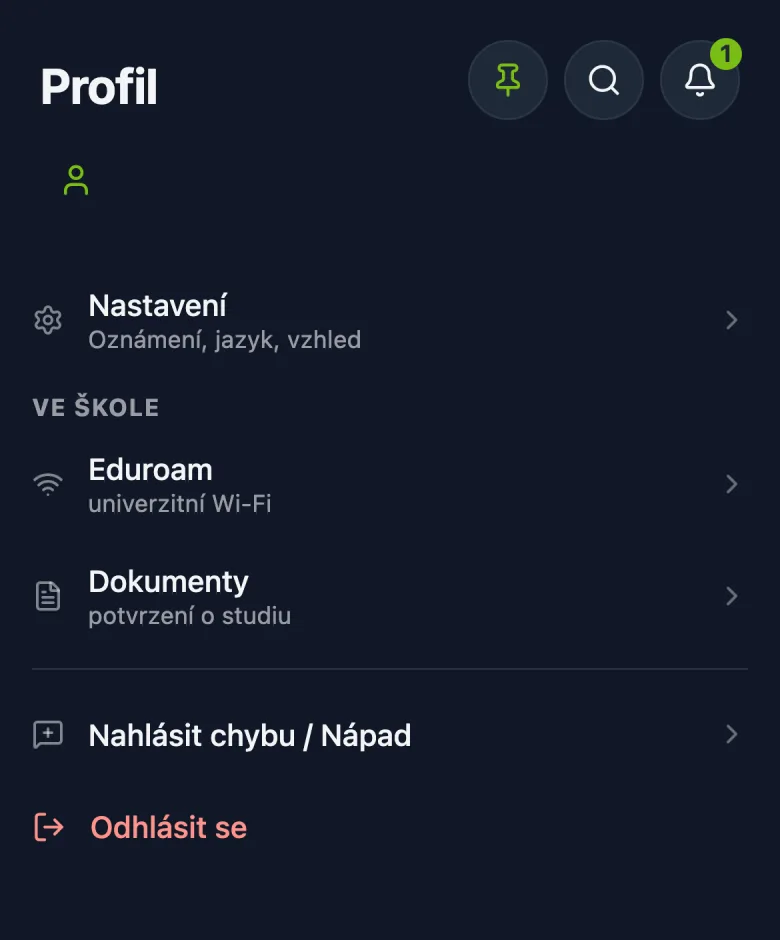 Profil
1
Nastavení
Oznámení, jazyk, vzhled
VE ŠKOLE
Eduroam
univerzitní Wi-Fi
Dokumenty
potvrzení o studiu
Nahlásit chybu / Nápad
Odhlásit se